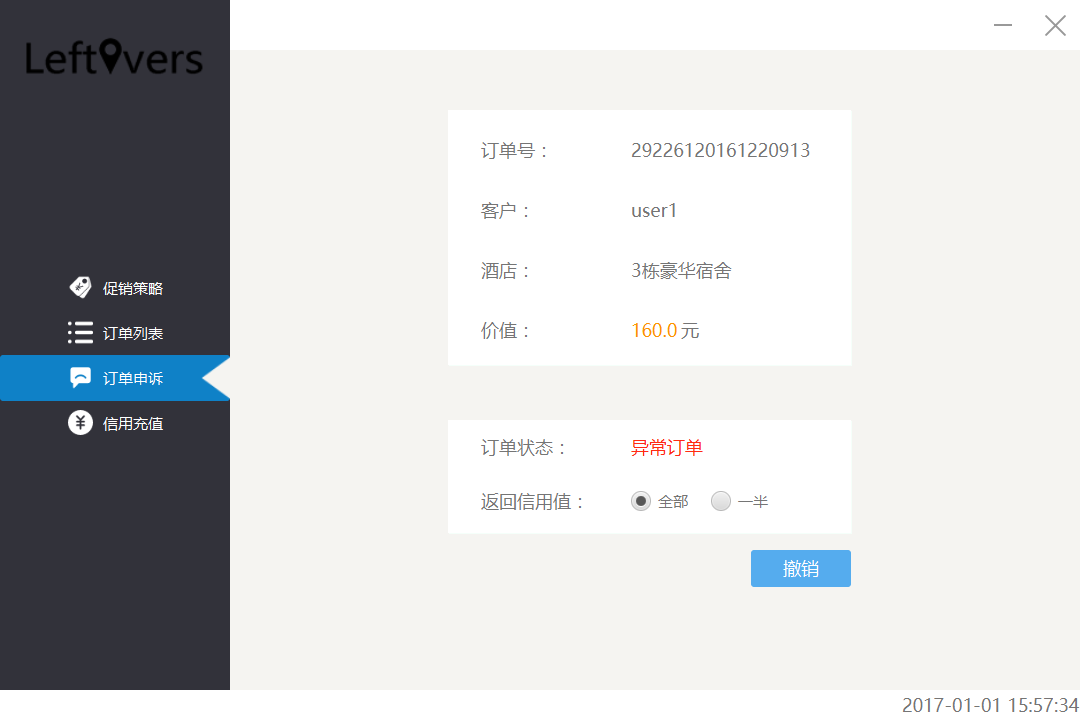 Leftovers
促销策略
订单列表
订单申诉
信用充值
订单号：	29226120161220913
客户：	user1
酒店：	3栋豪华宿舍
价值：	160.0 元
订单状态：	异常订单
返回信用值：	全部	一半
撤销
2017-01-01 15:57:34